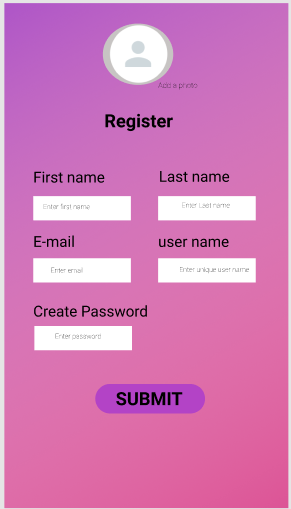 Add a photo
Register
First name
Last name
Enter first name
Enter Last name
E-mail
user name
Enter email
Enter unique user name
Create Password
Enter password
SUBMIT